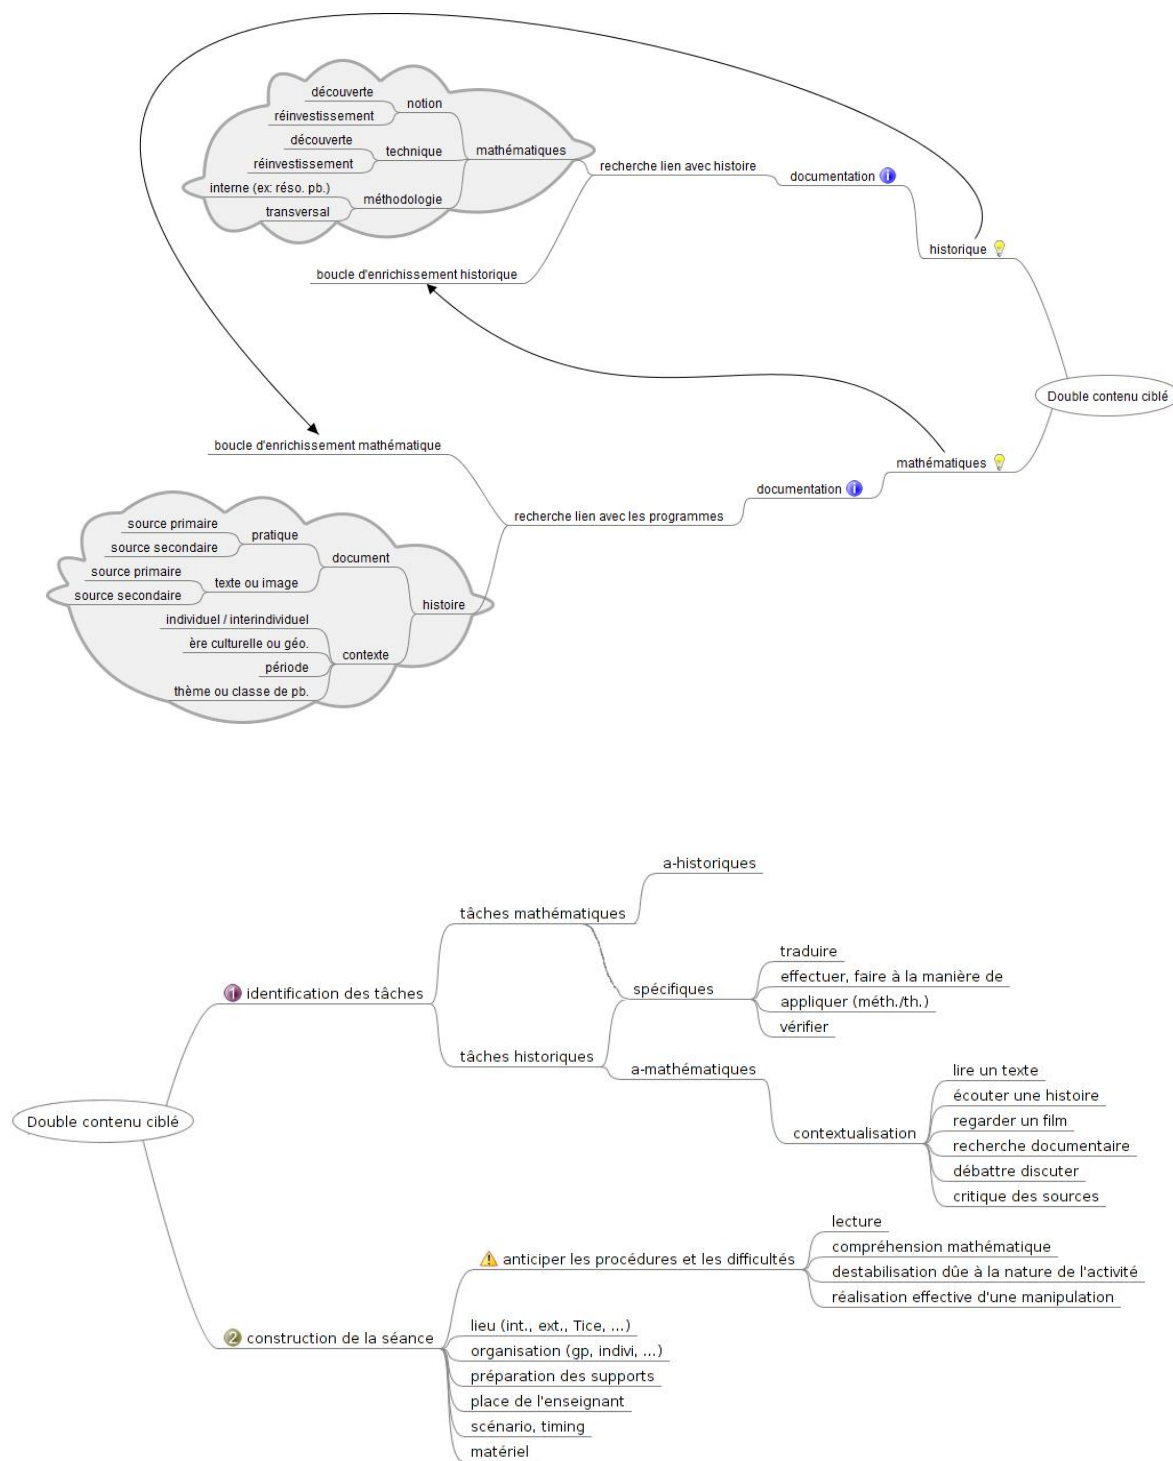 découverte
notion
réinvestissement
découverte
technique
mathématiques
réinvestissement
recherche lien avec histoire
documentation
interne (ex: réso. pb.)
méthodologie
transversal
historique
boucle d'enrichissement historique
Double contenu ciblé
boucle d'enrichissement mathématique
mathématiques
documentation
recherche lien avec les programmes
source primaire
pratique
source secondaire
document
source primaire
texte ou image
source secondaire
histoire
individuel / interindividuel
ère culturelle ou géo.
contexte
période
thème ou classe de pb.
a-historiques
tâches mathématiques
traduire
effectuer, faire à la manière de
spécifiques
1 identification des tâches
appliquer (méth./th.)
vérifier
tâches historiques
a-mathématiques
lire un texte
écouter une histoire
regarder un film
Double contenu ciblé
contextualisation
recherche documentaire
débattre discuter
critique des sources
lecture
anticiper les procédures et les difficultés
compréhension mathématique
destabilisation dûe à la nature de l'activité
réalisation effective d'une manipulation
lieu (int., ext., Tice, ...)
2 construction de la séance
organisation (gp, indivi, ...)
préparation des supports
place de l'enseignant
scénario, timing
matériel